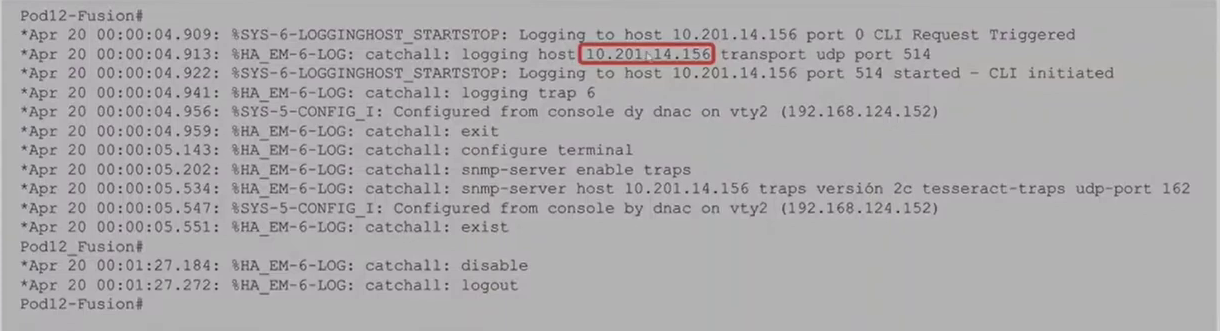 Pod12-Fusion#
*Apr 20 00:00:04.909: %SYS-6-LOGGINGHOST_STARTSTOP: Logging to host 10.201.14.156 port 0 CLI Request Triggered
*Apr 20 00:00:04.913: %HA_EM-6-LOG: catchall: logging host 10.201.14.156 transport udp port 514
*Apr 20 00:00:04.922: %SYS-6-LOGGINGHOST_STARTSTOP: Logging to host 10.201.14.156 port 514 started - CLI initiated
*Apr 20 00:00:04.941: %HA_EM-6-LOG: catchall: logging trap 6
*Apr 20 00:00:04.956: %SYS-5-CONFIG_I: Configured from console dy dnac on vty2 (192.168.124.152)
*Apr 20 00:00:04.959: %HA_EM-6-LOG: catchall: exit
*Apr 20 00:00:05.143: %HA_EM-6-LOG: catchall: configure terminal
*Apr 20 00:00:05.202: %HA_EM-6-LOG: catchall: snmp-server enable traps
*Apr 20 00:00:05.534: %HA_EM-6-LOG: catchall: snmp-server host 10.201.14.156 traps versión 2c tesseract-traps udp-port 162
*Apr 20 00:00:05.547: %SYS-5-CONFIG_I: Configured from console by dnac on vty2 (192.168.124.152)
*Apr 20 00:00:05.551: %HA_EM-6-LOG: catchall: exist
Pod12_Fusion#
*Apr 20 00:01:27.184: %HA_EM-6-LOG: catchall: disable
*Apr 20 00:01:27.272: %HA_EM-6-LOG: catchall: logout
Pod12-Fusion#